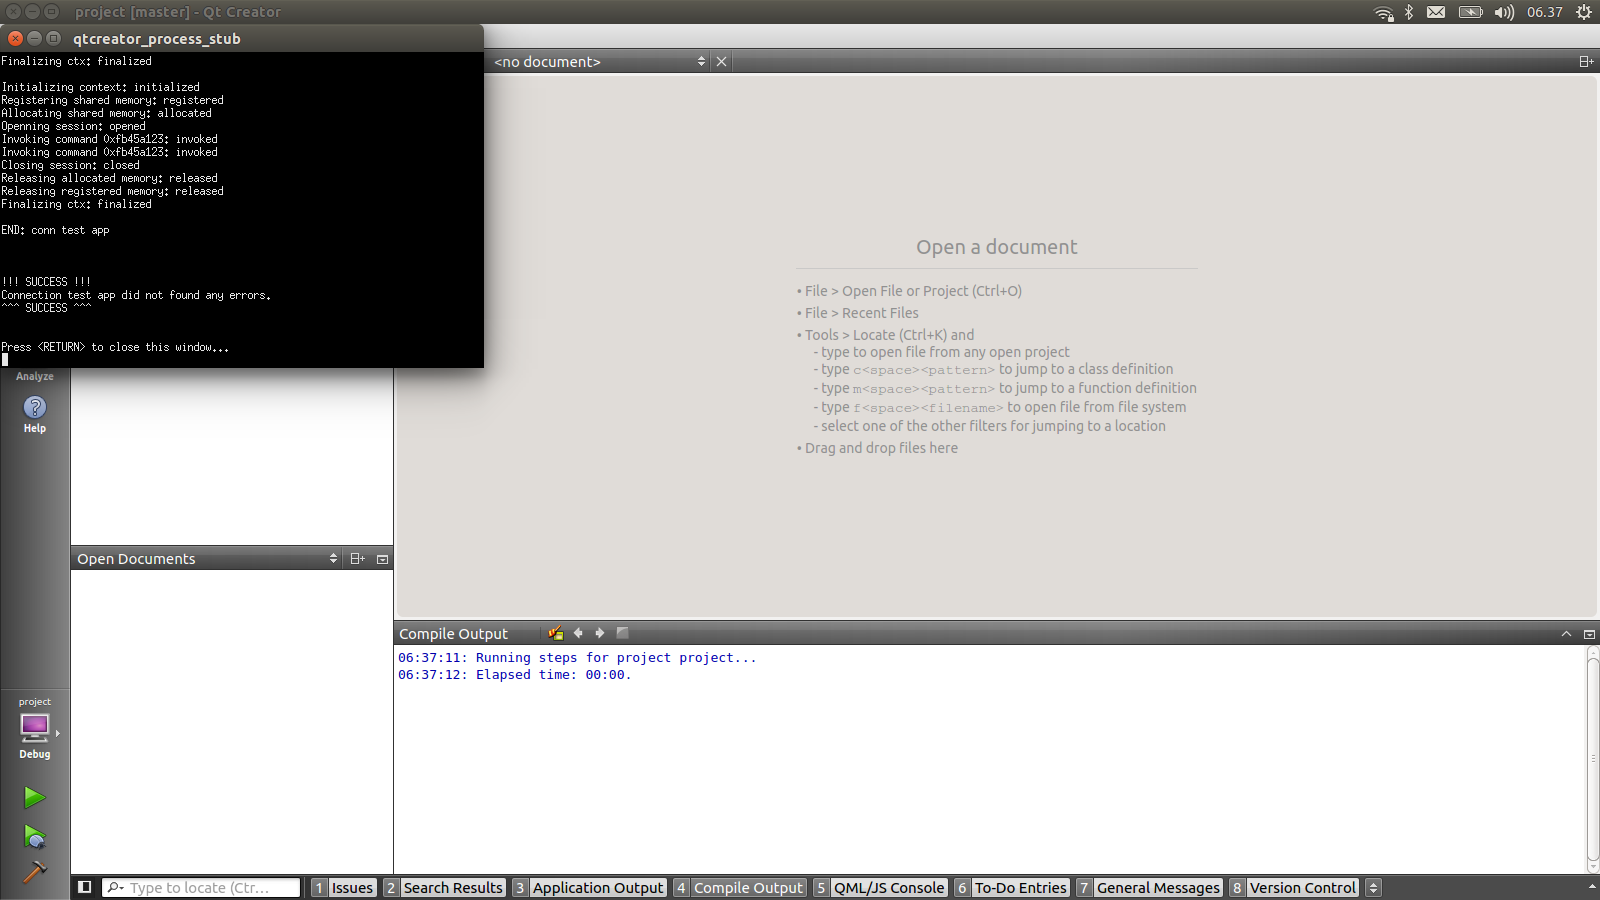 project [master] - Qt Creator
06.37
qtcreator_process_stub
Finalizing ctx: finalized
Initializing context: initialized
Registering shared memory: registered
Allocating shared memory: allocated
Openning session: opened
Invoking command 0xfb45a123: invoked
Invoking command 0xfb45a123: invoked
Closing session: closed
Releasing allocated memory: released
Releasing registered memory: released
Finalizing ctx: finalized
END: conn test app
!!! SUCCESS !!!
Connection test app did not found any errors.
^^^ SUCCESS ^^^
Press <RETURN> to close this window...
<no document>
Open a document
• File > Open File or Project (Ctrl+O)
• File > Recent Files
• Tools > Locate (Ctrl+K) and
- type to open file from any open project
- type c<space><pattern> to jump to a class definition
- type m<space><pattern> to jump to a function definition
- type f<space><filename> to open file from file system
- select one of the other filters for jumping to a location
• Drag and drop files here
Analyze
Help
Open Documents
Compile Output
06:37:11: Running steps for project project...
06:37:12: Elapsed time: 00:00.
project
Debug
Type to locate (Ctr...
1 Issues
2 Search Results
3 Application Output
4 Compile Output
5 QML/JS Console
6 To-Do Entries
7 General Messages
8 Version Control